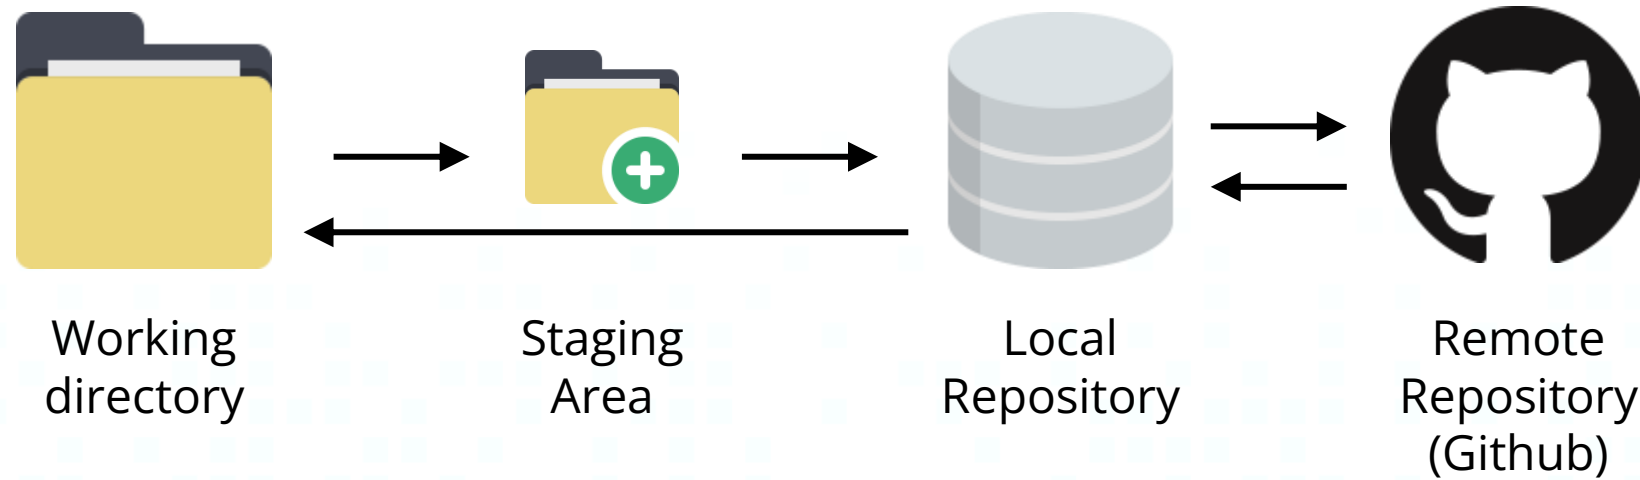 Working
directory
Staging
Area
Local
Repository
Remote
Repository
(Github)